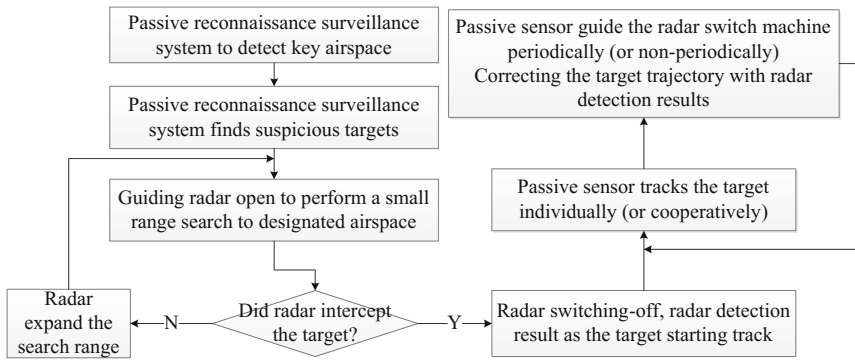 Passive reconnaissance surveillance
system to detect key airspace
Passive reconnaissance surveillance
system finds suspicious targets
Guiding radar open to perform a small
range search to designated airspace
Did radar intercept
the target?
N
Radar
expand the
search range
Y
Radar switching-off, radar detection
result as the target starting track
Passive sensor tracks the target
individually (or cooperatively)
Passive sensor guide the radar switch machine
periodically (or non-periodically)
Correcting the target trajectory with radar
detection results